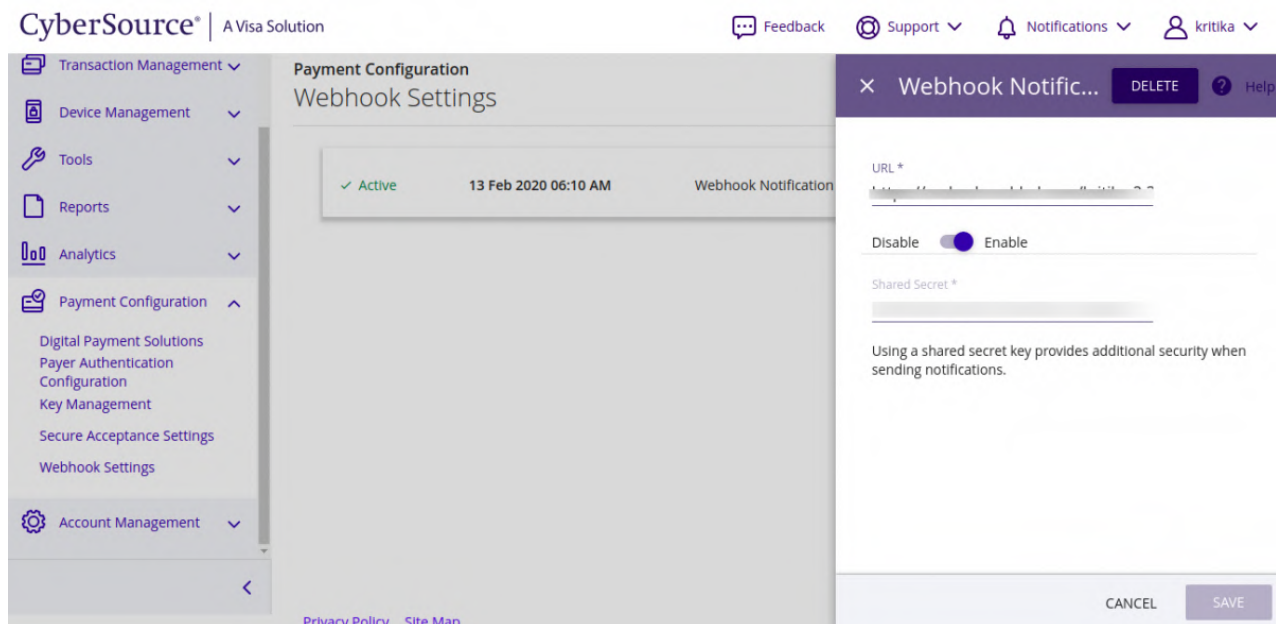 CyberSource® | A Visa Solution
Feedback
Support
Notifications
kritika
Transaction Management
Device Management
Tools
Reports
Analytics
Payment Configuration
Digital Payment Solutions
Payer Authentication
Configuration
Key Management
Secure Acceptance Settings
Webhook Settings
Account Management
Payment Configuration
Webhook Settings
Active 13 Feb 2020 06:10 AM Webhook Notification
Privacy Policy Site Map
Webhook Notific... DELETE Help
URL *
Disable Enable
Shared Secret *
Using a shared secret key provides additional security when
sending notifications.
CANCEL SAVE